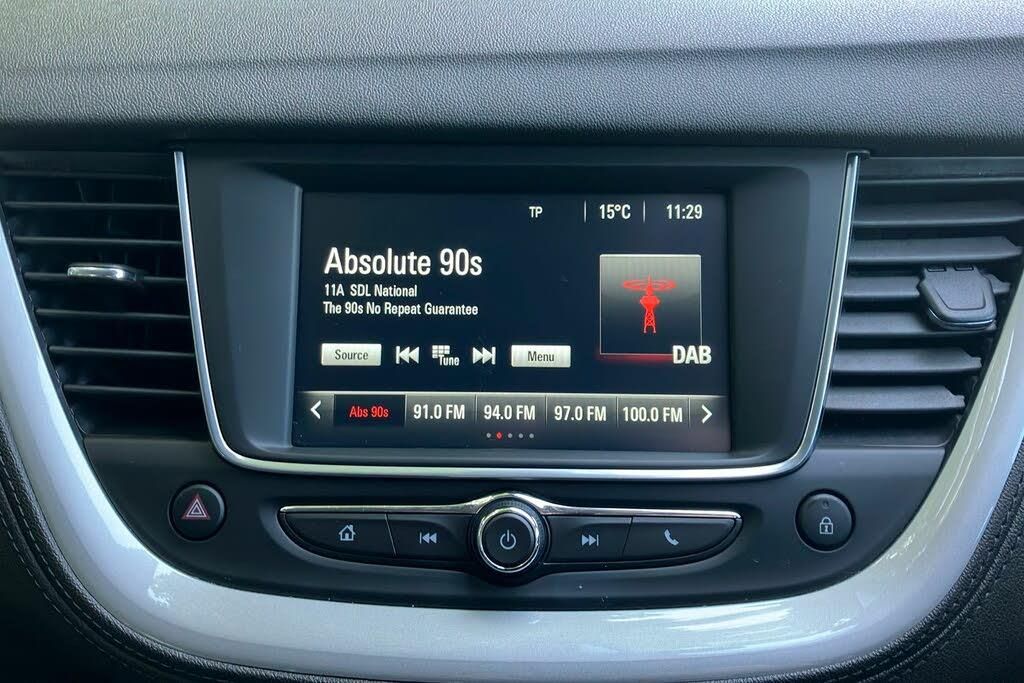 TP 15°C 11:29
Absolute 90s
11A SDL National
The 90s No Repeat Guarantee
Source Tune Menu
DAB
Abs 90s 91.0 FM 94.0 FM 97.0 FM 100.0 FM